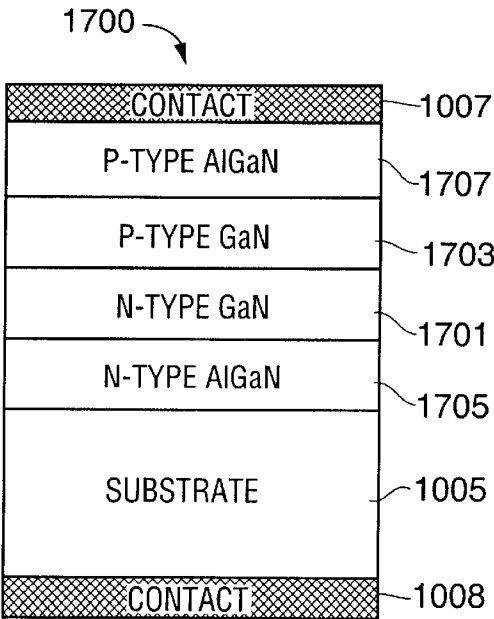 1700
CONTACT 1007
P-TYPE AlGaN 1707
P-TYPE GaN 1703
N-TYPE GaN 1701
N-TYPE AlGaN 1705
SUBSTRATE 1005
CONTACT 1008